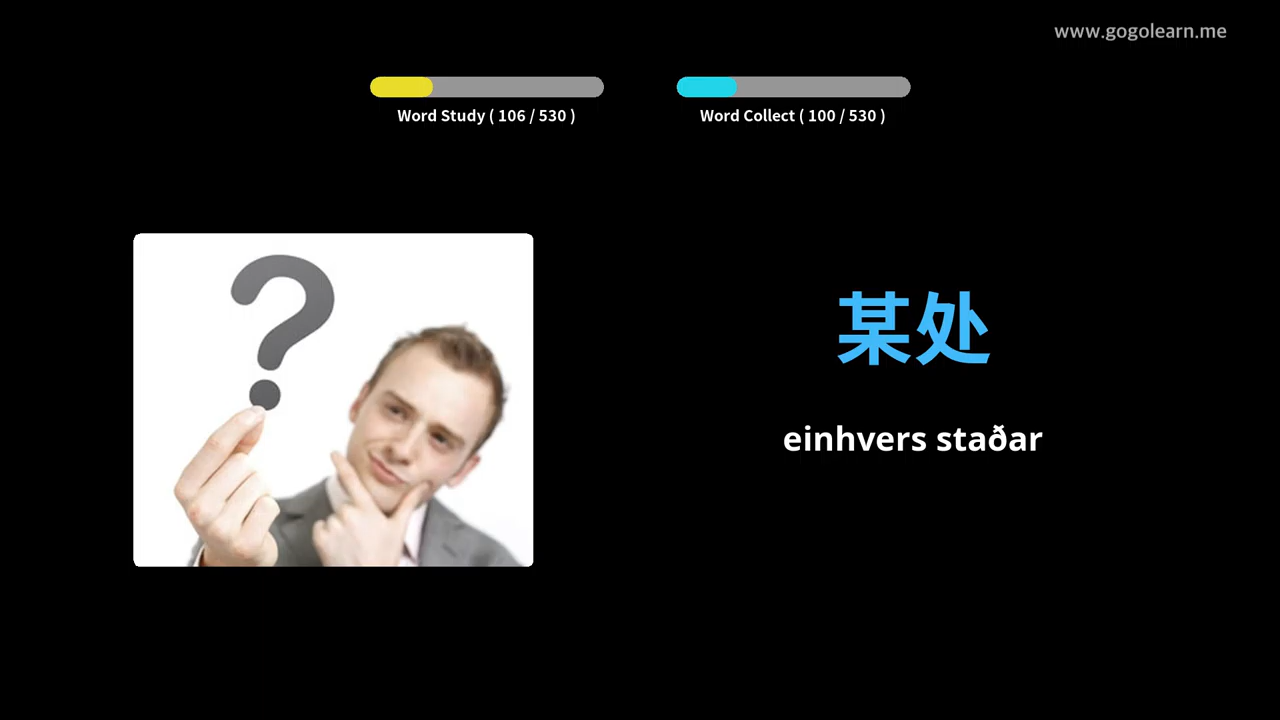 www.gogolearn.me
Word Study ( 106 / 530 )
Word Collect ( 100 / 530 )
某处
einhvers staðar